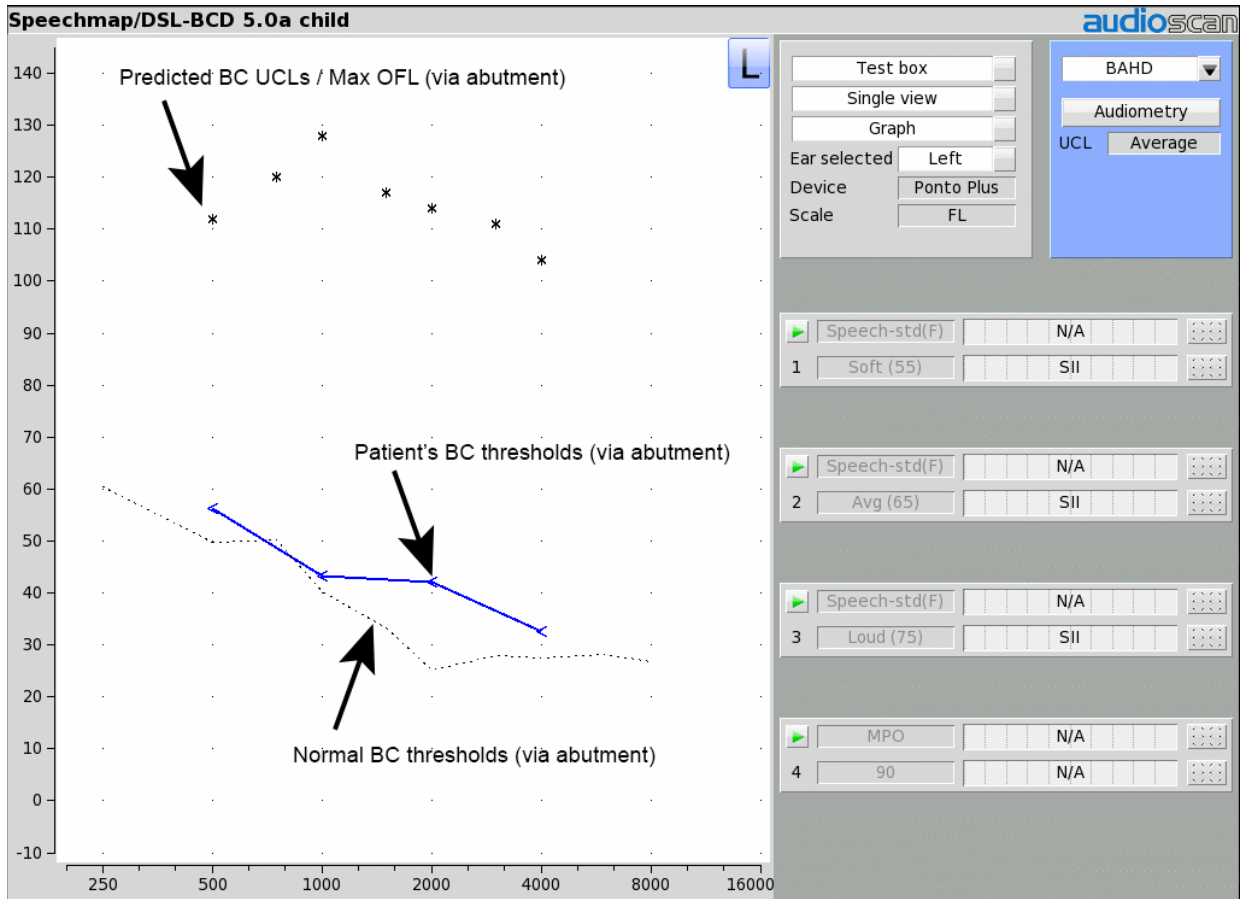 Speechmap/DSL-BCD 5.0a child
audioscan
L
140
130
120
110
100
90
80
70
60
50
40
30
20
10
0
-10
250 500 1000 2000 4000 8000 16000
Predicted BC UCLs / Max OFL (via abutment)
Patient's BC thresholds (via abutment)
Normal BC thresholds (via abutment)
Test box
Single view
Graph
Ear selected Left
Device Ponto Plus
Scale FL
BAHD
Audiometry
UCL Average
Speech-std(F) N/A
1 Soft (55) SII
Speech-std(F) N/A
2 Avg (65) SII
Speech-std(F) N/A
3 Loud (75) SII
MPO N/A
4 90 N/A